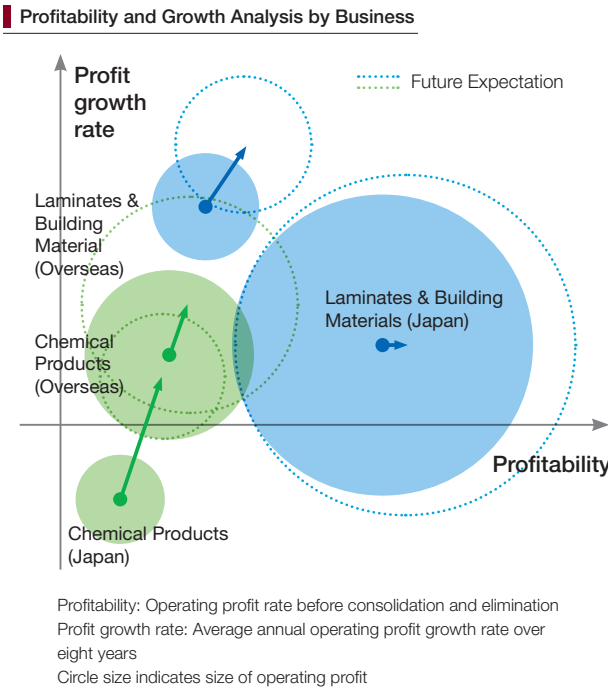 Profitability and Growth Analysis by Business
Profit
growth
rate
Future Expectation
Laminates &
Building
Material
(Overseas)
Laminates & Building
Materials (Japan)
Chemical
Products
(Overseas)
Profitability
Chemical Products
(Japan)
Profitability: Operating profit rate before consolidation and elimination
Profit growth rate: Average annual operating profit growth rate over
eight years
Circle size indicates size of operating profit